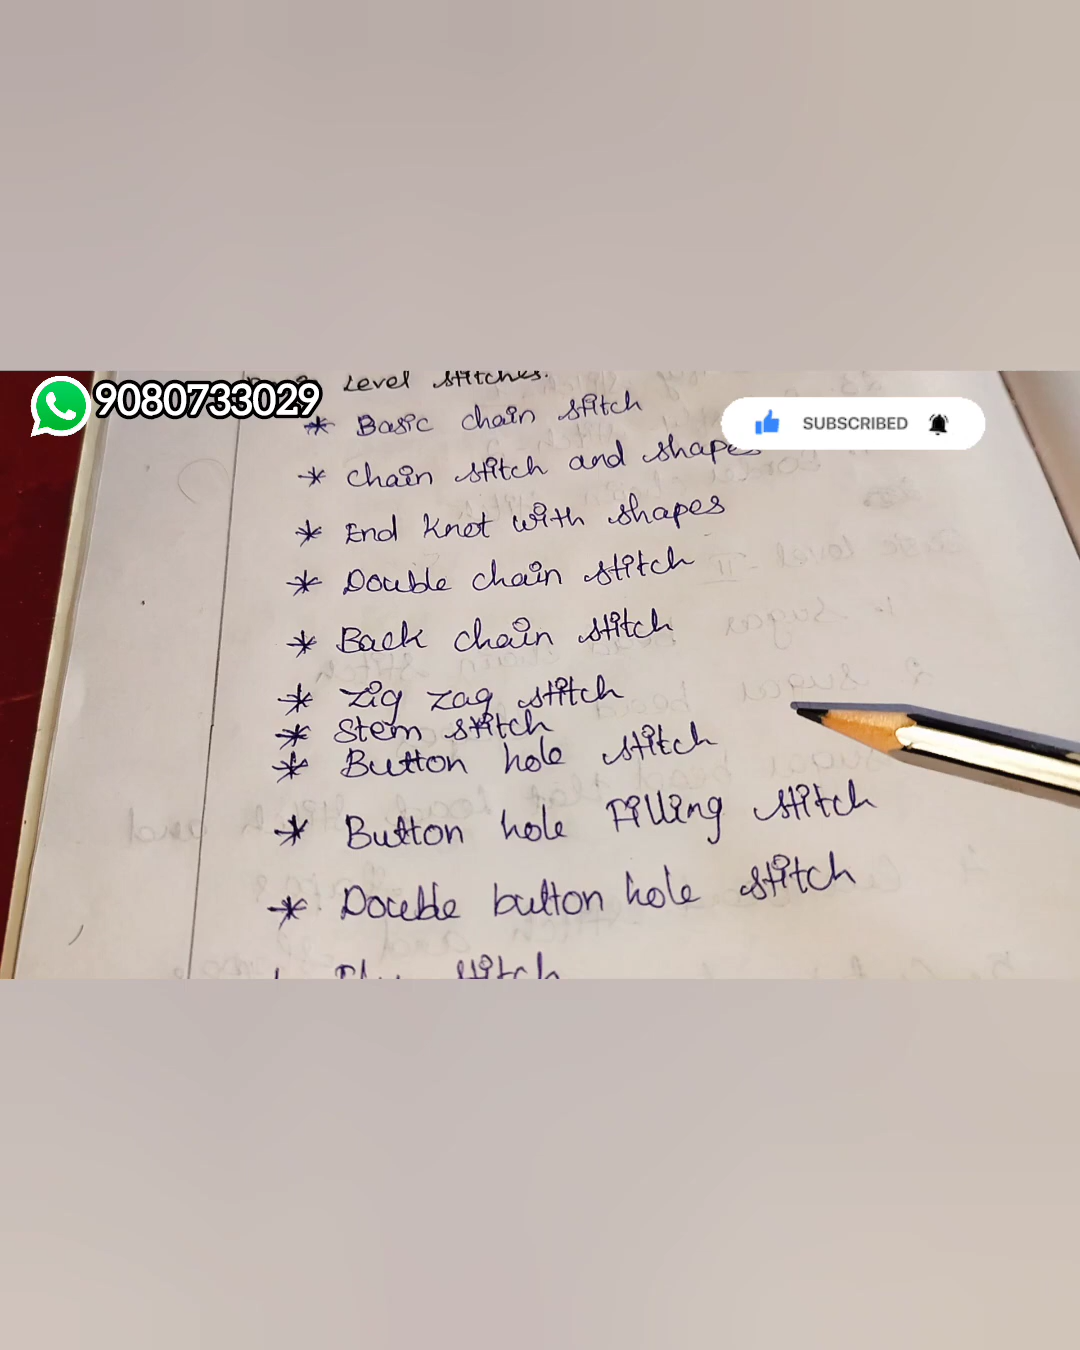 9080733029
Level stitches.
* Basic chain stitch
SUBSCRIBED
* chain stitch and shapes
* End knot with shapes
* Double chain stitch
* Back chain stitch
* Zig zag stitch
* Stem stitch
* Button hole stitch
* Button hole Filling stitch
* Double button hole stitch
stitch